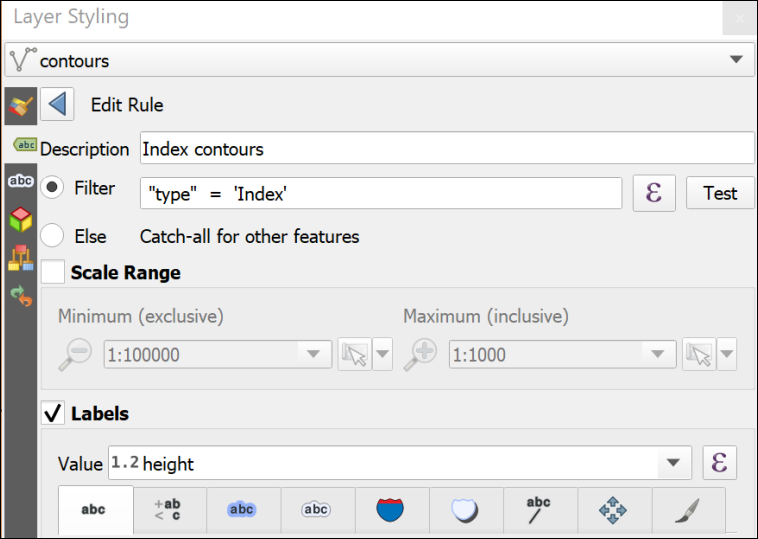 Layer Styling
contours
Edit Rule
abc
Description Index contours
abc
Filter "type" = 'Index' ε Test
Else Catch-all for other features
Scale Range
Minimum (exclusive) Maximum (inclusive)
1:100000 1:1000
Labels
Value 1.2 height ε
abc +ab < c abc abc abc